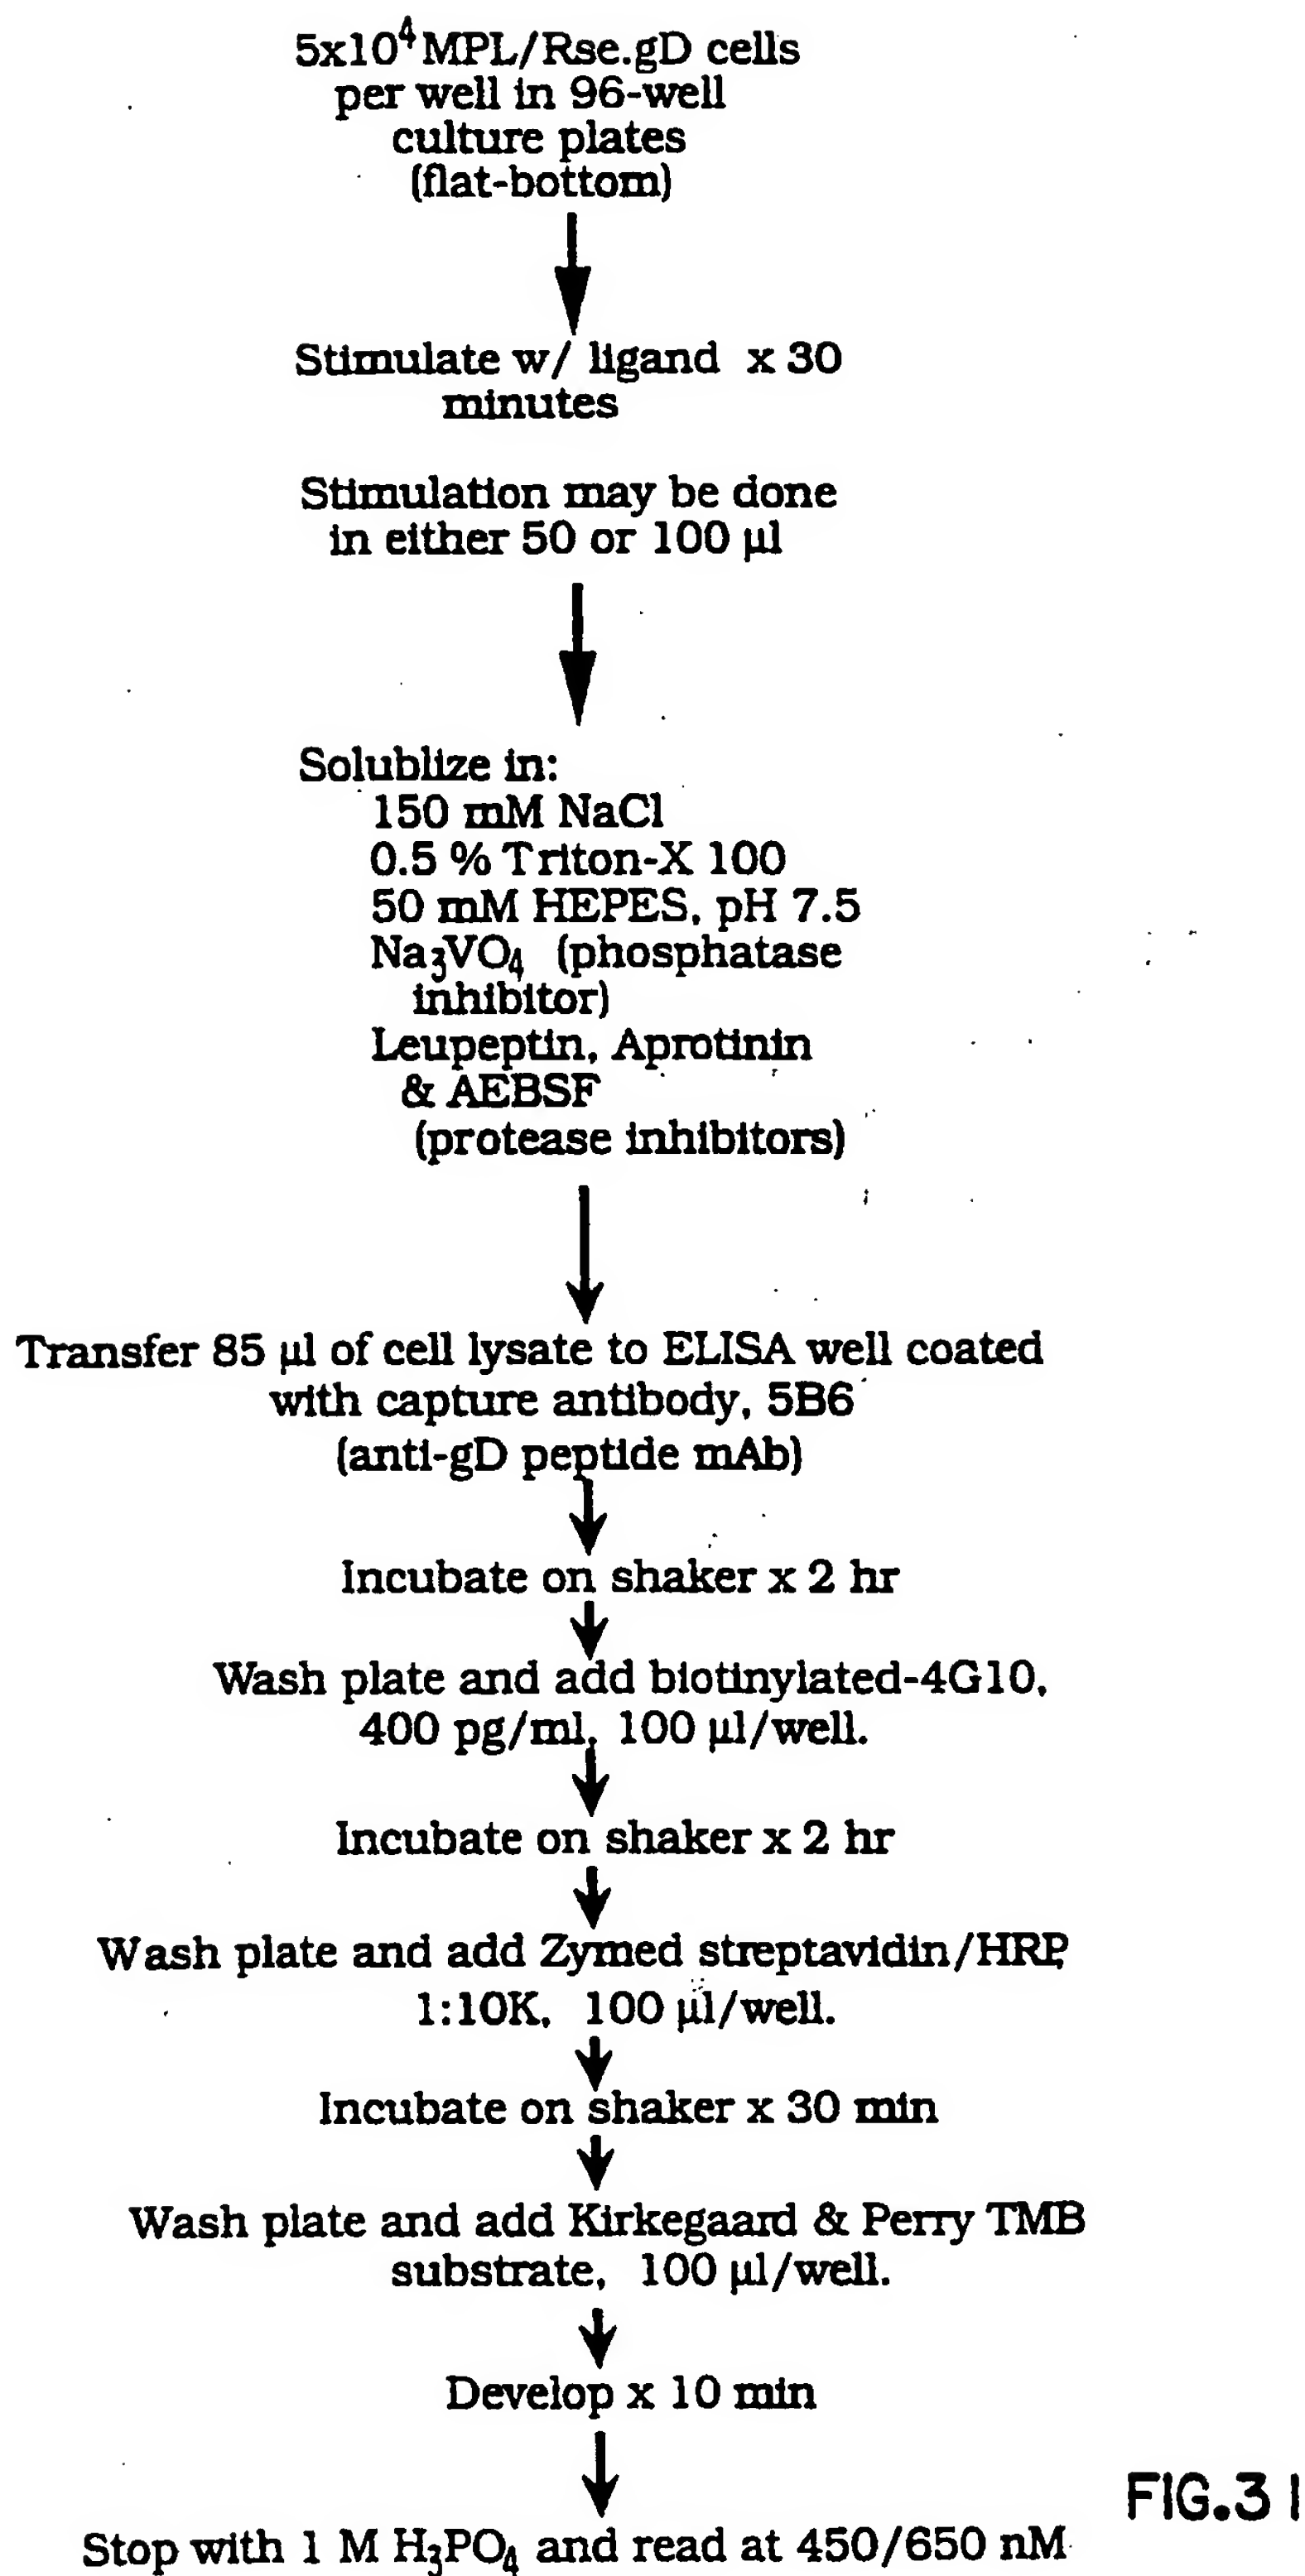 5x10⁴ MPL/Rse.gD cells
per well in 96-well
culture plates
(flat-bottom)
Stimulate w/ ligand x 30
minutes
Stimulation may be done
in either 50 or 100 µl
Solublize in:
150 mM NaCl
0.5 % Triton-X 100
50 mM HEPES, pH 7.5
Na₃VO₄ (phosphatase
inhibitor)
Leupeptin, Aprotinin
& AEBSF
(protease inhibitors)
Transfer 85 µl of cell lysate to ELISA well coated
with capture antibody, 5B6
(anti-gD peptide mAb)
Incubate on shaker x 2 hr
Wash plate and add biotinylated-4G10,
400 pg/ml, 100 µl/well.
Incubate on shaker x 2 hr
Wash plate and add Zymed streptavidin/HRP,
1:10K, 100 µl/well.
Incubate on shaker x 30 min
Wash plate and add Kirkegaard & Perry TMB
substrate, 100 µl/well.
Develop x 10 min
Stop with 1 M H₃PO₄ and read at 450/650 nM
FIG.31